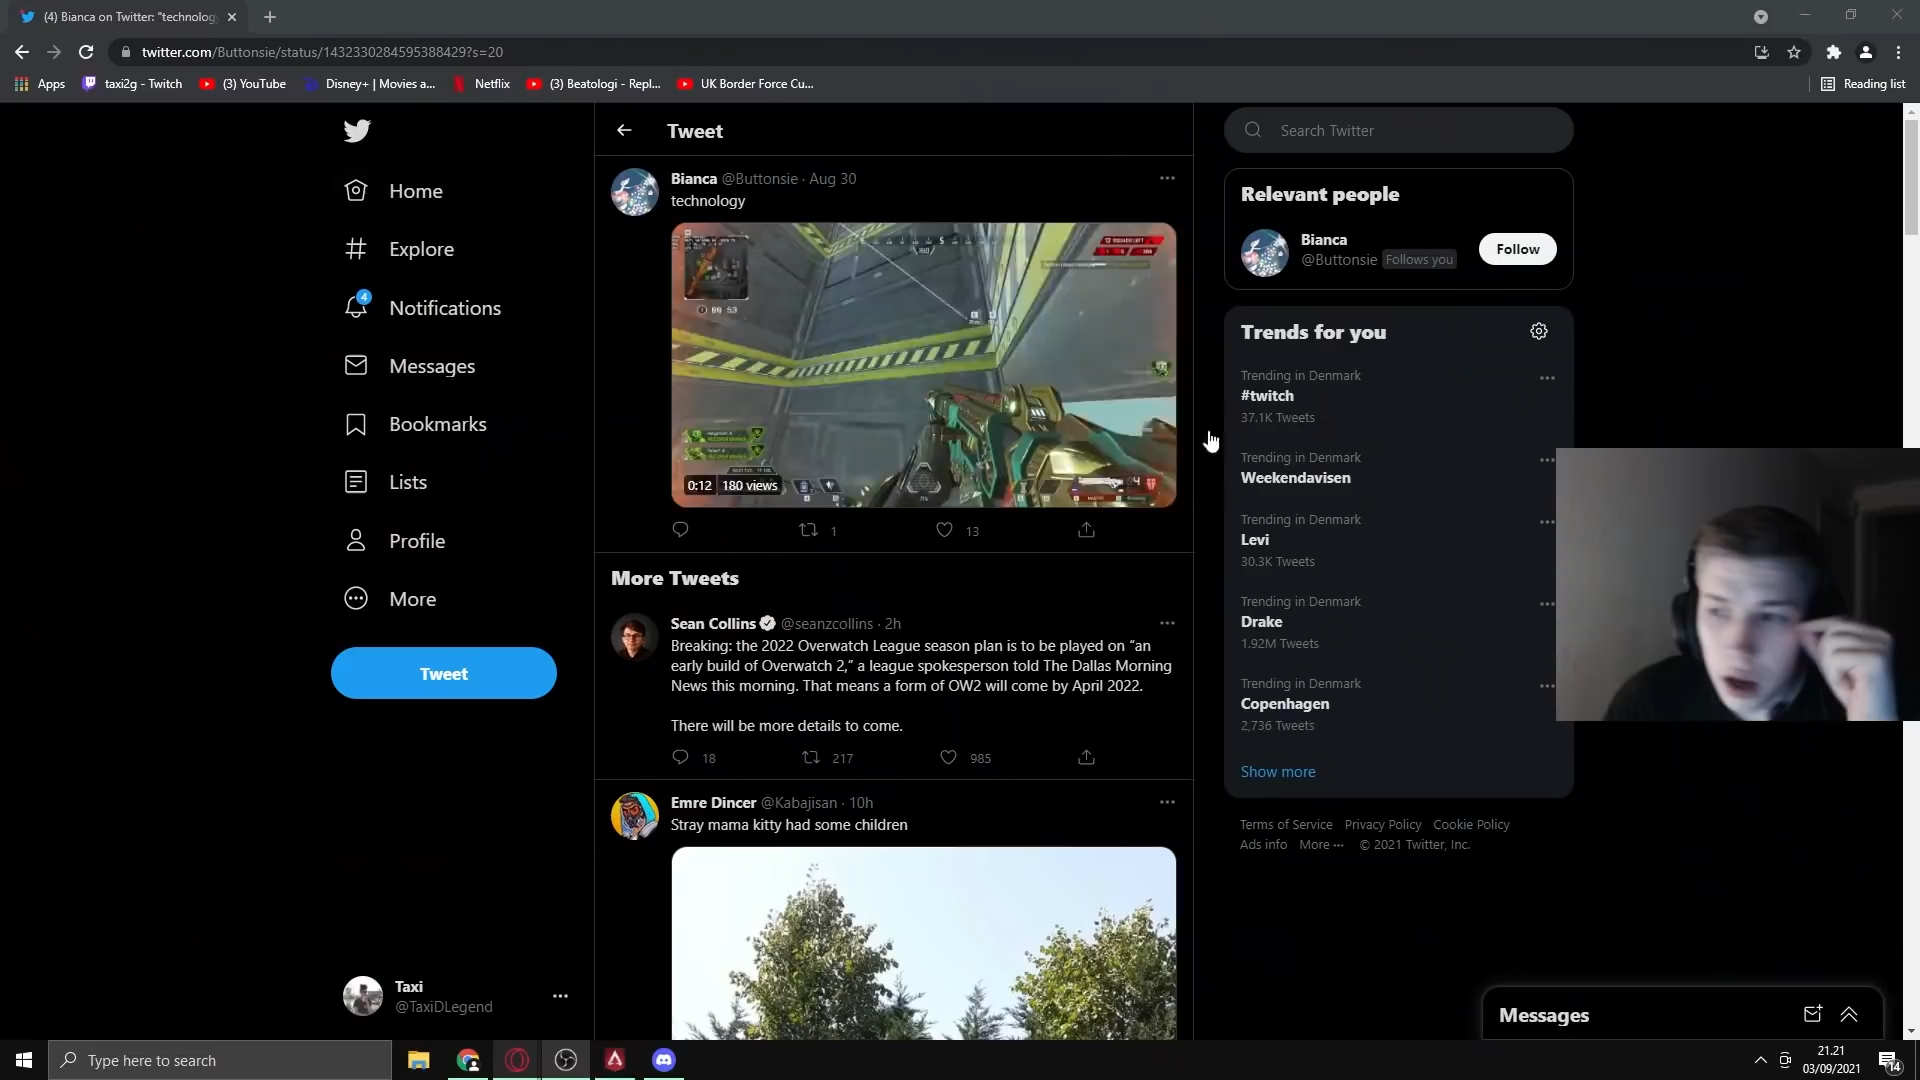 (4) Bianca on Twitter: "technolog
twitter.com/Buttonsie/status/1432330284595388429?s=20
Apps
taxi2g - Twitch
(3) YouTube
Disney+ | Movies a...
Netflix
(3) Beatologi - Repl...
UK Border Force Cu...
Reading list
Home
Explore
4
Notifications
Messages
Bookmarks
Lists
Profile
More
Tweet
Taxi
@TaxiDLegend
Tweet
Bianca @Buttonsie · Aug 30
technology
12 SQUADS LEFT
0:12 180 views
1
13
More Tweets
Sean Collins @seanzcollins · 2h
Breaking: the 2022 Overwatch League season plan is to be played on “an
early build of Overwatch 2,” a league spokesperson told The Dallas Morning
News this morning. That means a form of OW2 will come by April 2022.
There will be more details to come.
18
217
985
Emre Dincer @Kabajisan · 10h
Stray mama kitty had some children
Search Twitter
Relevant people
Bianca
@Buttonsie Follows you
Follow
Trends for you
Trending in Denmark
#twitch
37.1K Tweets
Trending in Denmark
Weekendavisen
Trending in Denmark
Levi
30.3K Tweets
Trending in Denmark
Drake
1.92M Tweets
Trending in Denmark
Copenhagen
2,736 Tweets
Show more
Terms of Service Privacy Policy Cookie Policy
Ads info More ··· © 2021 Twitter, Inc.
Messages
Type here to search
21.21
03/09/2021
14